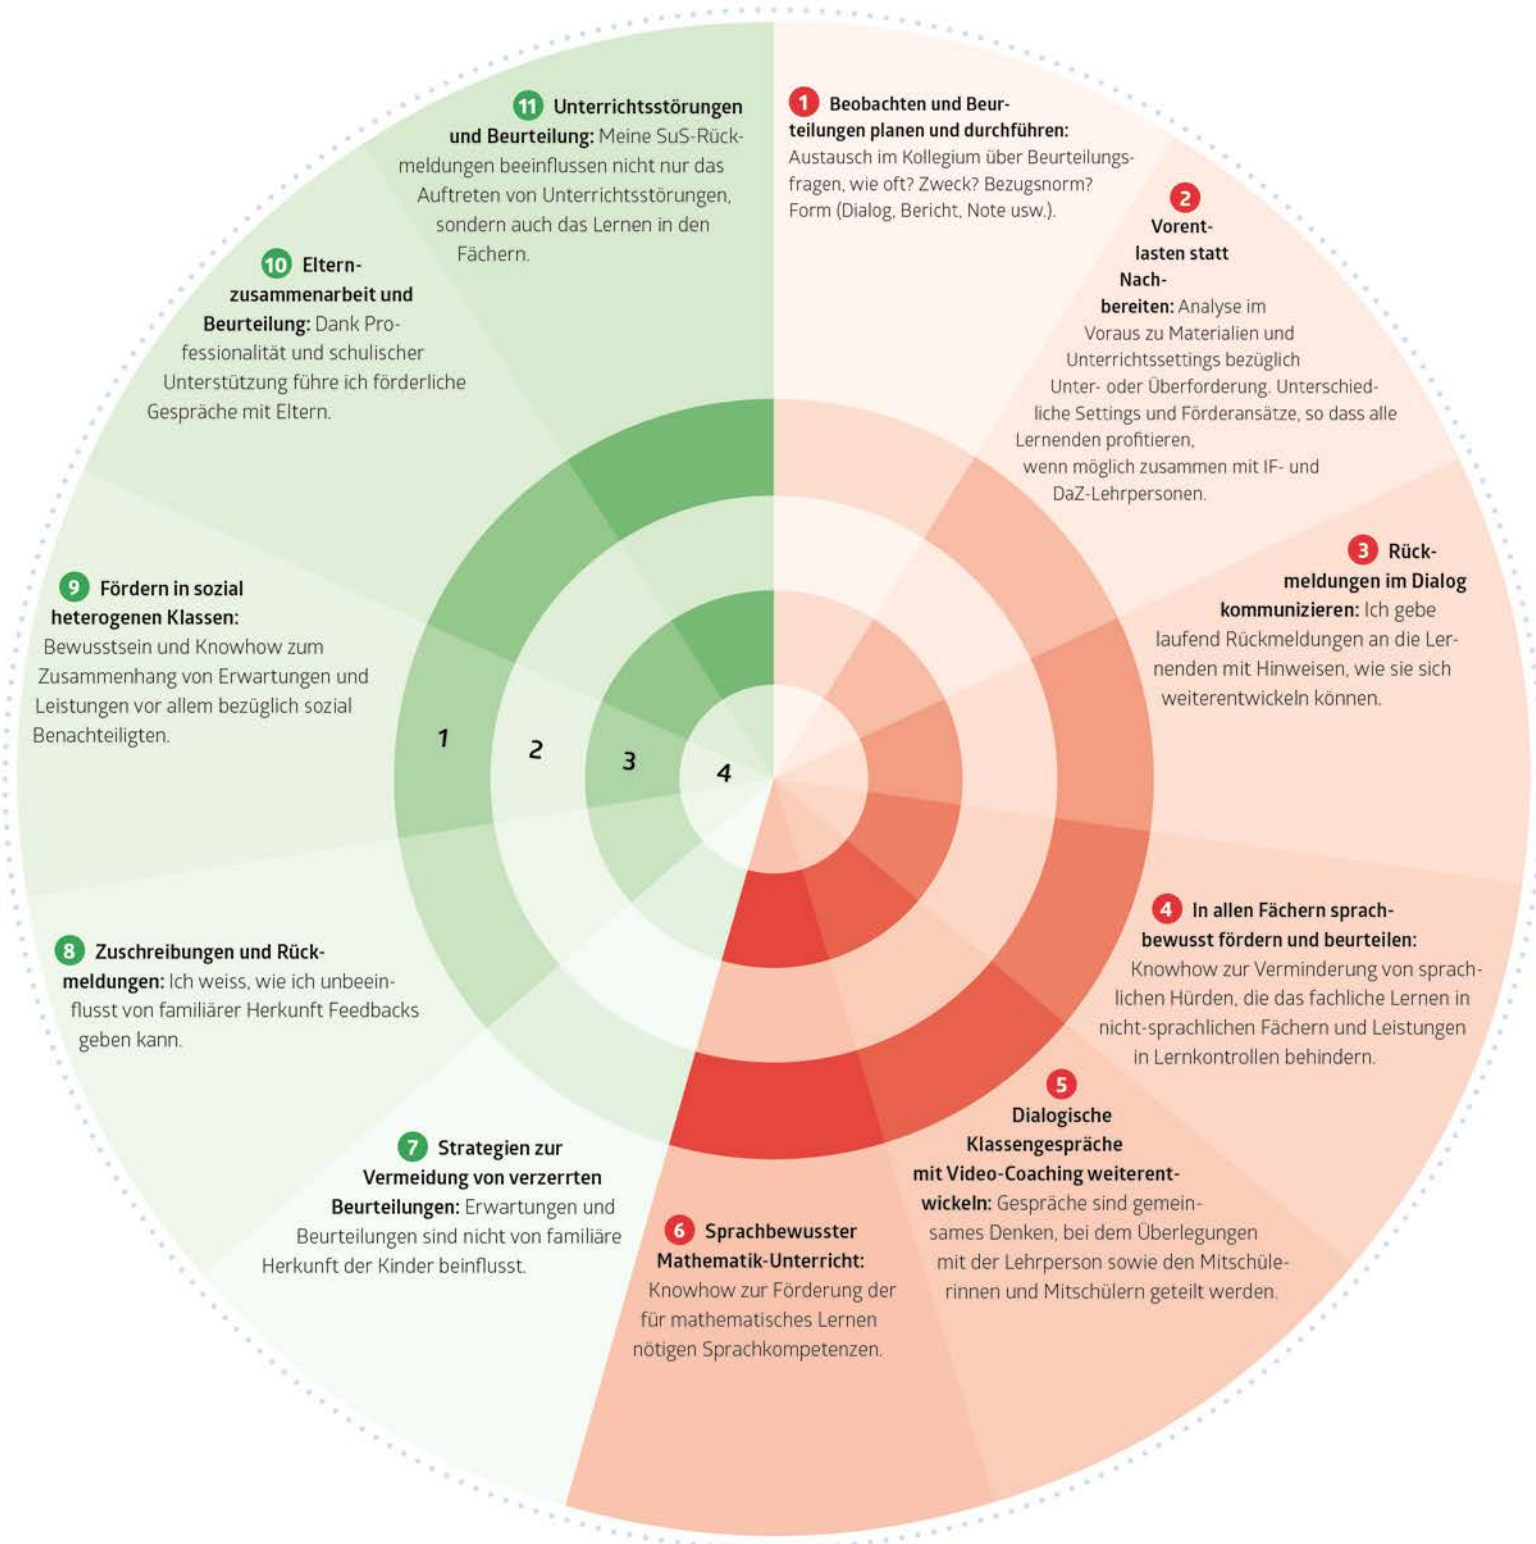 1 Beobachten und Beur-
teilungen planen und durchführen:
Austausch im Kollegium über Beurteilungs-
fragen, wie oft? Zweck? Bezugsnorm?
Form (Dialog, Bericht, Note usw.).
2
Vorent-
lasten statt
Nach-
bereiten: Analyse im
Voraus zu Materialien und
Unterrichtssettings bezüglich
Unter- oder Überforderung. Unterschied-
liche Settings und Förderansätze, so dass alle
Lernenden profitieren,
wenn möglich zusammen mit IF- und
DaZ-Lehrpersonen.
3 Rück-
meldungen im Dialog
kommunizieren: Ich gebe
laufend Rückmeldungen an die Ler-
nenden mit Hinweisen, wie sie sich
weiterentwickeln können.
4 In allen Fächern sprach-
bewusst fördern und beurteilen:
Knowhow zur Verminderung von sprach-
lichen Hürden, die das fachliche Lernen in
nicht-sprachlichen Fächern und Leistungen
in Lernkontrollen behindern.
5
Dialogische
Klassengespräche
mit Video-Coaching weiterent-
wickeln: Gespräche sind gemein-
sames Denken, bei dem Überlegungen
mit der Lehrperson sowie den Mitschüle-
rinnen und Mitschülern geteilt werden.
6 Sprachbewusster
Mathematik-Unterricht:
Knowhow zur Förderung der
für mathematisches Lernen
nötigen Sprachkompetenzen.
7 Strategien zur
Vermeidung von verzerrten
Beurteilungen: Erwartungen und
Beurteilungen sind nicht von familiäre
Herkunft der Kinder beinflusst.
8 Zuschreibungen und Rück-
meldungen: Ich weiss, wie ich unbeein-
flusst von familiärer Herkunft Feedbacks
geben kann.
9 Fördern in sozial
heterogenen Klassen:
Bewusstsein und Knowhow zum
Zusammenhang von Erwartungen und
Leistungen vor allem bezüglich sozial
Benachteiligten.
10 Eltern-
zusammenarbeit und
Beurteilung: Dank Pro-
fessionalität und schulischer
Unterstützung führe ich förderliche
Gespräche mit Eltern.
11 Unterrichtsstörungen
und Beurteilung: Meine SuS-Rück-
meldungen beeinflussen nicht nur das
Auftreten von Unterrichtsstörungen,
sondern auch das Lernen in den
Fächern.
1 2 3 4